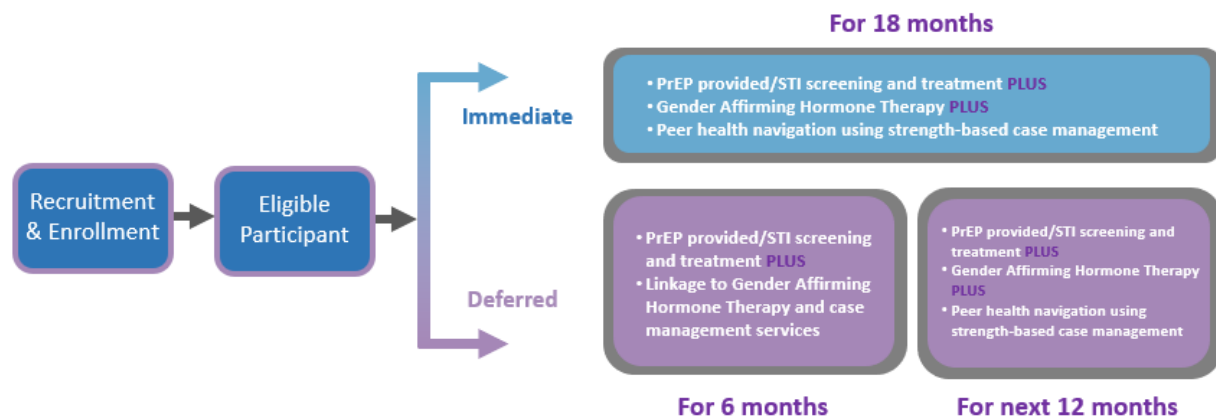 For 18 months
• PrEP provided/STI screening and treatment PLUS
• Gender Affirming Hormone Therapy PLUS
• Peer health navigation using strength-based case management
Immediate
Recruitment
& Enrollment
Eligible
Participant
Deferred
• PrEP provided/STI screening
and treatment PLUS
• Linkage to Gender Affirming
Hormone Therapy and case
management services
• PrEP provided/STI screening and
treatment PLUS
• Gender Affirming Hormone Therapy
PLUS
• Peer health navigation using
strength-based case management
For 6 months
For next 12 months